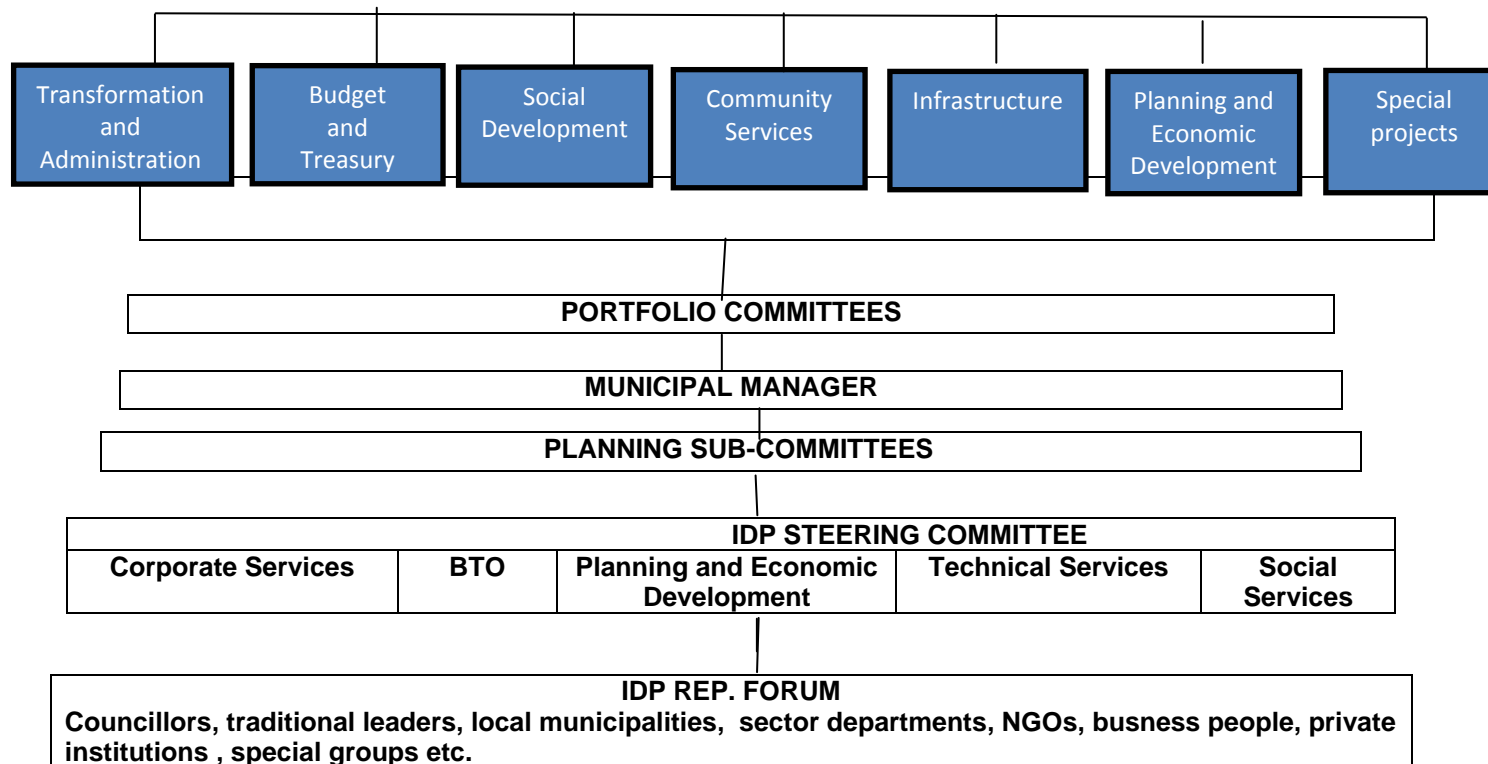 Transformation
and
Administration
Budget
and
Treasury
Social
Development
Community
Services
Infrastructure
Planning and
Economic
Development
Special
projects
PORTFOLIO COMMITTEES
MUNICIPAL MANAGER
PLANNING SUB-COMMITTEES
IDP STEERING COMMITTEE
Corporate Services
BTO
Planning and Economic
Development
Technical Services
Social
Services
IDP REP. FORUM
Councillors, traditional leaders, local municipalities, sector departments, NGOs, busness people, private
institutions , special groups etc.